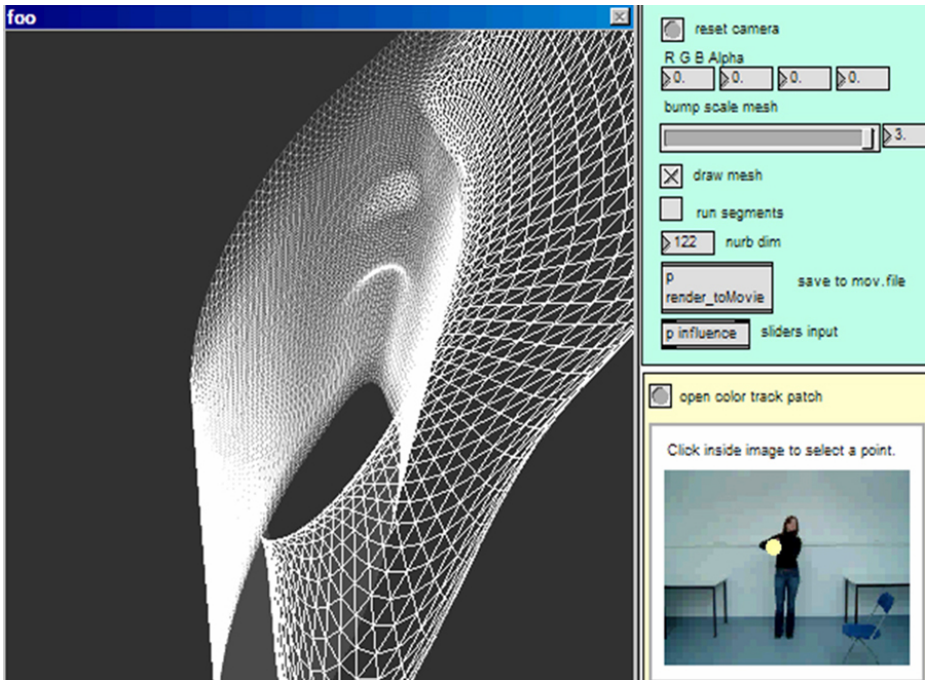 foo
reset camera
R G B Alpha
0. 0. 0. 0.
bump scale mesh
3.
draw mesh
run segments
122 nurb dim
p
render_toMovie
save to mov.file
p influence sliders input
open color track patch
Click inside image to select a point.